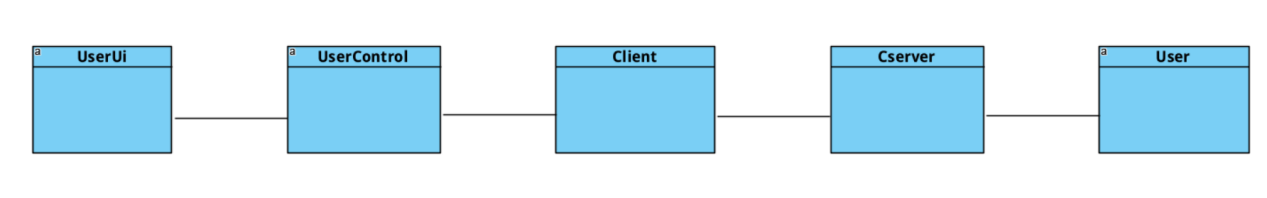 a UserUi
a UserControl
Client
Cserver
a User